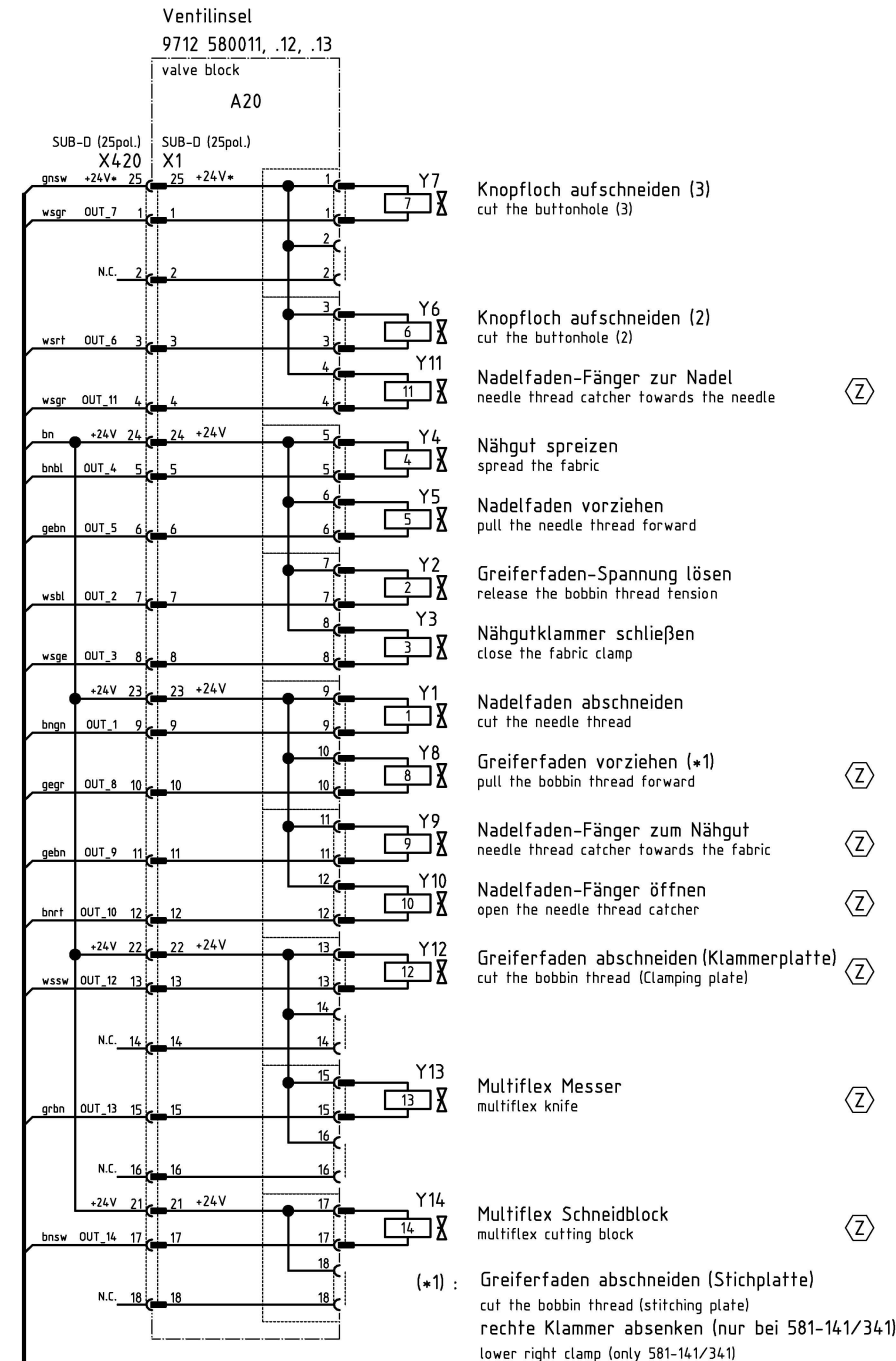 Ventilinsel
9712 580011, .12, .13
valve block
A20
SUB-D (25pol.) SUB-D (25pol.)
X420 X1
gnsw +24V* 25 25 +24V* 1 Y7
7 Knopfloch aufschneiden (3)
wsgr OUT_7 1 1 1 cut the buttonhole (3)
2
N.C. 2 2 2
3 Y6
6 Knopfloch aufschneiden (2)
wsrt OUT_6 3 3 3 cut the buttonhole (2)
4 Y11
11 Nadelfaden-Fänger zur Nadel Z
wsgr OUT_11 4 4 4 needle thread catcher towards the needle
bn +24V 24 24 +24V 5 Y4
4 Nähgut spreizen
bnbl OUT_4 5 5 5 spread the fabric
6 Y5
5 Nadelfaden vorziehen
gebn OUT_5 6 6 6 pull the needle thread forward
7 Y2
2 Greiferfaden-Spannung lösen
wsbl OUT_2 7 7 7 release the bobbin thread tension
8 Y3
3 Nähgutklammer schließen
wsge OUT_3 8 8 8 close the fabric clamp
+24V 23 23 +24V 9 Y1
1 Nadelfaden abschneiden
bngn OUT_1 9 9 9 cut the needle thread
10 Y8
8 Greiferfaden vorziehen (*1) Z
gegr OUT_8 10 10 10 pull the bobbin thread forward
11 Y9
9 Nadelfaden-Fänger zum Nähgut Z
gebn OUT_9 11 11 11 needle thread catcher towards the fabric
12 Y10
10 Nadelfaden-Fänger öffnen Z
bnrt OUT_10 12 12 12 open the needle thread catcher
+24V 22 22 +24V 13 Y12
12 Greiferfaden abschneiden (Klammerplatte) Z
wssw OUT_12 13 13 13 cut the bobbin thread (Clamping plate)
14
N.C. 14 14 14
15 Y13
13 Multiflex Messer Z
grbn OUT_13 15 15 15 multiflex knife
16
N.C. 16 16 16
+24V 21 21 +24V 17 Y14
14 Multiflex Schneidblock Z
bnsw OUT_14 17 17 17 multiflex cutting block
18
N.C. 18 18 18
(*1) : Greiferfaden abschneiden (Stichplatte)
cut the bobbin thread (stitching plate)
rechte Klammer absenken (nur bei 581-141/341)
lower right clamp (only 581-141/341)